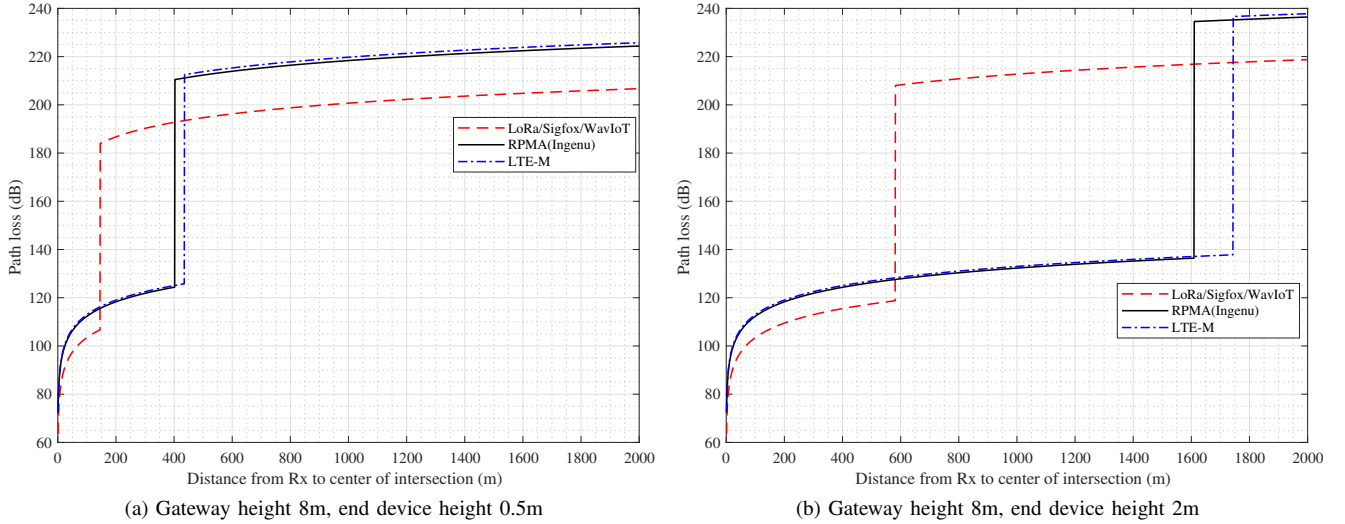 240
220
200
180
160
140
120
100
80
60
Path loss (dB)
0 200 400 600 800 1000 1200 1400 1600 1800 2000
Distance from Rx to center of intersection (m)
LoRa/Sigfox/WavIoT
RPMA(Ingenu)
LTE-M
(a) Gateway height 8m, end device height 0.5m
240
220
200
180
160
140
120
100
80
60
Path loss (dB)
0 200 400 600 800 1000 1200 1400 1600 1800 2000
Distance from Rx to center of intersection (m)
LoRa/Sigfox/WavIoT
RPMA(Ingenu)
LTE-M
(b) Gateway height 8m, end device height 2m